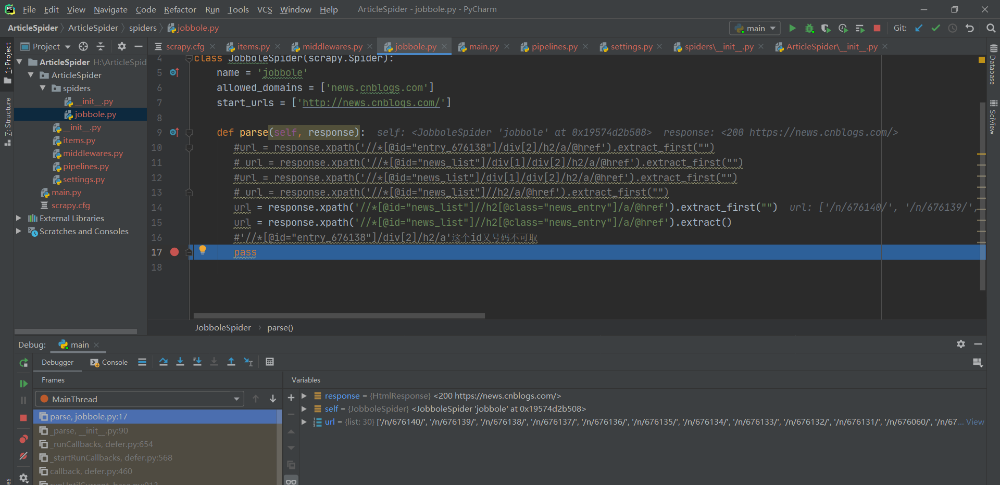 File Edit View Navigate Code Refactor Run Tools VCS Window Help ArticleSpider - jobbole.py - PyCharm
ArticleSpider ArticleSpider spiders jobbole.py main Git:
Project scrapy.cfg items.py middlewares.py jobbole.py main.py pipelines.py settings.py spiders\__init__.py ArticleSpider\__init__.py
1: Project
7: Structure
Database
SciView
ArticleSpider H:\ArticleSpid
ArticleSpider
spiders
__init__.py
jobbole.py
__init__.py
items.py
middlewares.py
pipelines.py
settings.py
main.py
scrapy.cfg
External Libraries
Scratches and Consoles
4 class JobboleSpider(scrapy.Spider):
5 name = 'jobbole'
6 allowed_domains = ['news.cnblogs.com']
7 start_urls = ['http://news.cnblogs.com/']
8
9 def parse(self, response): self: <JobboleSpider 'jobbole' at 0x19574d2b508> response: <200 https://news.cnblogs.com/>
10 #url = response.xpath('//*[@id="entry_676138"]/div[2]/h2/a/@href').extract_first("")
11 # url = response.xpath('//*[@id="news_list"]/div[1]/div[2]/h2/a/@href').extract_first("")
12 #url = response.xpath('//*[@id="news_list"]/div[1]/div[2]/h2/a/@href').extract_first("")
13 # url = response.xpath('//*[@id="news_list"]//h2/a/@href').extract_first("")
14 url = response.xpath('//*[@id="news_list"]//h2[@class="news_entry"]/a/@href').extract_first("") url: ['/n/676140/', '/n/676139/',
15 url = response.xpath('//*[@id="news_list"]//h2[@class="news_entry"]/a/@href').extract()
16 #'//*[@id="entry_676138"]/div[2]/h2/a'这个id又号码不可取
17 pass
18
JobboleSpider parse()
Debug: main
Debugger Console
Frames
Variables
MainThread
parse, jobbole.py:17
_parse, __init__.py:90
_runCallbacks, defer.py:654
_startRunCallbacks, defer.py:568
callback, defer.py:460
runUntilCurrent, base.py:913
response = {HtmlResponse} <200 https://news.cnblogs.com/>
self = {JobboleSpider} <JobboleSpider 'jobbole' at 0x19574d2b508>
url = {list: 30} ['/n/676140/', '/n/676139/', '/n/676138/', '/n/676137/', '/n/676136/', '/n/676135/', '/n/676134/', '/n/676133/', '/n/676132/', '/n/676131/', '/n/676060/', '/n/67... View